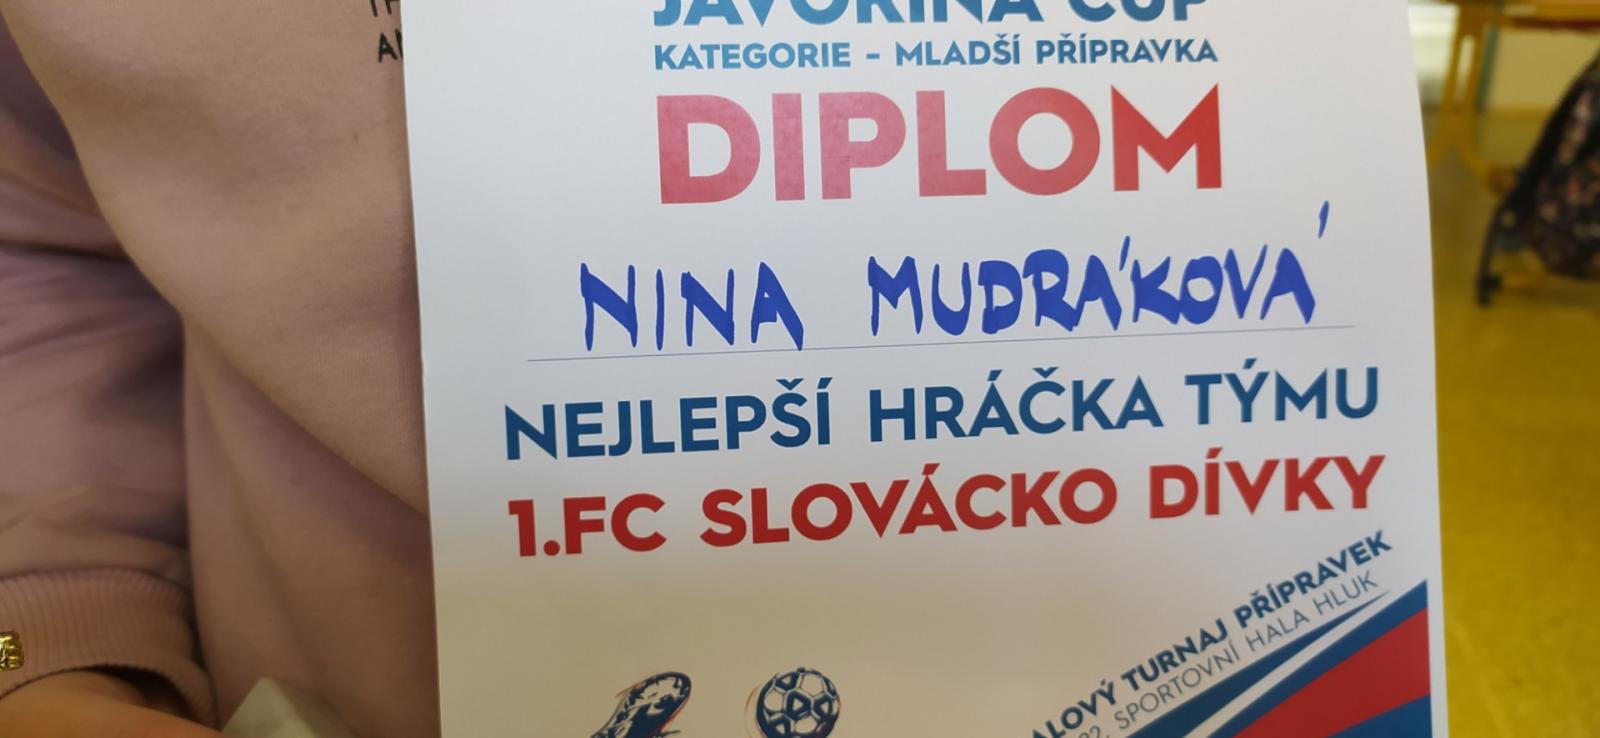 JAVOŘINA CUP
KATEGORIE - MLADŠÍ PŘÍPRAVKA
DIPLOM
NINA MUDRÁKOVÁ
NEJLEPŠÍ HRÁČKA TÝMU
1.FC SLOVÁCKO DÍVKY
TURNAJ PŘÍPRAVEK
SPORTOVNÍ HALA HLUK